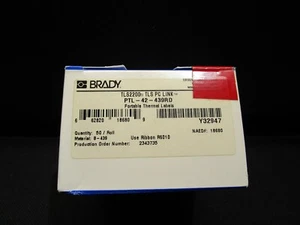 BRADY
TLS2200® TLS PC LINK™
PTL-42-439RD
Portable Thermal Labels
Y32947
Quantity: 50 / Roll
Material: B-439
Use Ribbon R6210
Production Order Number: 2343735